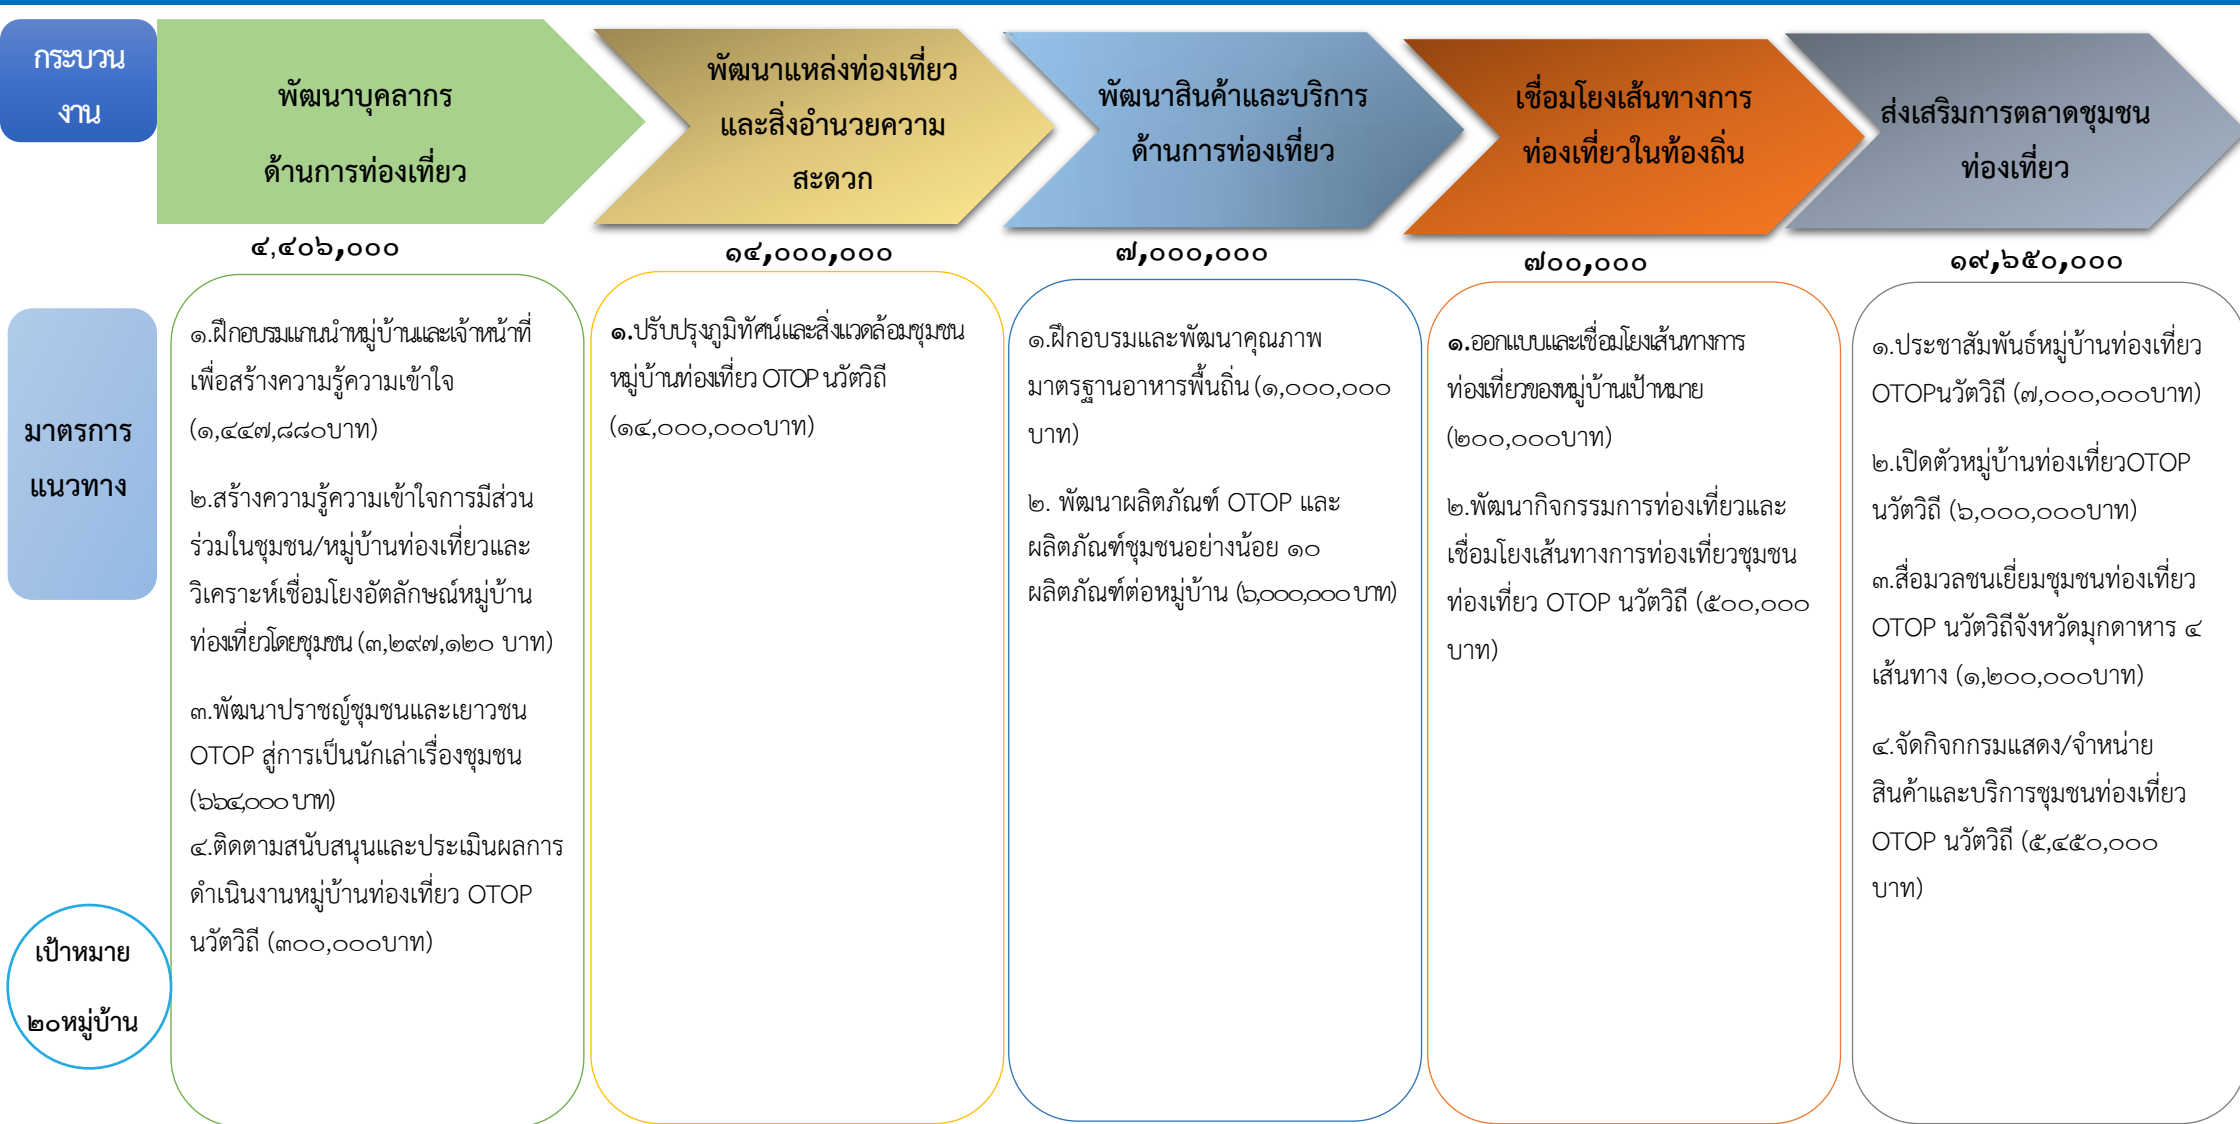 กระบวน
งาน
พัฒนาบุคลากร
ด้านการท่องเที่ยว
พัฒนาแหล่งท่องเที่ยว
และสิ่งอำนวยความ
สะดวก
พัฒนาสินค้าและบริการ
ด้านการท่องเที่ยว
เชื่อมโยงเส้นทางการ
ท่องเที่ยวในท้องถิ่น
ส่งเสริมการตลาดชุมชน
ท่องเที่ยว
๔,๔๐๖,๐๐๐
๑๔,๐๐๐,๐๐๐
๗,๐๐๐,๐๐๐
๗๐๐,๐๐๐
๑๙,๖๕๐,๐๐๐
มาตรการ
แนวทาง
๑.ฝึกอบรมแกนนำหมู่บ้านและเจ้าหน้าที่
เพื่อสร้างความรู้ความเข้าใจ
(๑,๔๔๗,๘๘๐บาท)
๒.สร้างความรู้ความเข้าใจการมีส่วน
ร่วมในชุมชน/หมู่บ้านท่องเที่ยวและ
วิเคราะห์เชื่อมโยงอัตลักษณ์หมู่บ้าน
ท่องเที่ยวโดยชุมชน (๓,๒๙๗,๑๒๐ บาท)
๓.พัฒนาปราชญ์ชุมชนและเยาวชน
OTOP สู่การเป็นนักเล่าเรื่องชุมชน
(๖๖๔,๐๐๐ บาท)
๔.ติดตามสนับสนุนและประเมินผลการ
ดำเนินงานหมู่บ้านท่องเที่ยว OTOP
นวัตวิถี (๓๐๐,๐๐๐บาท)
๑.ปรับปรุงภูมิทัศน์และสิ่งแวดล้อมชุมชน
หมู่บ้านท่องเที่ยว OTOP นวัตวิถี
(๑๔,๐๐๐,๐๐๐บาท)
๑.ฝึกอบรมและพัฒนาคุณภาพ
มาตรฐานอาหารพื้นถิ่น (๑,๐๐๐,๐๐๐
บาท)
๒. พัฒนาผลิตภัณฑ์ OTOP และ
ผลิตภัณฑ์ชุมชนอย่างน้อย ๑๐
ผลิตภัณฑ์ต่อหมู่บ้าน (๖,๐๐๐,๐๐๐ บาท)
๑.ออกแบบและเชื่อมโยงเส้นทางการ
ท่องเที่ยวของหมู่บ้านเป้าหมาย
(๒๐๐,๐๐๐บาท)
๒.พัฒนากิจกรรมการท่องเที่ยวและ
เชื่อมโยงเส้นทางการท่องเที่ยวชุมชน
ท่องเที่ยว OTOP นวัตวิถี (๕๐๐,๐๐๐
บาท)
๑.ประชาสัมพันธ์หมู่บ้านท่องเที่ยว
OTOPนวัตวิถี (๗,๐๐๐,๐๐๐บาท)
๒.เปิดตัวหมู่บ้านท่องเที่ยวOTOP
นวัตวิถี (๖,๐๐๐,๐๐๐บาท)
๓.สื่อมวลชนเยี่ยมชุมชนท่องเที่ยว
OTOP นวัตวิถีจังหวัดมุกดาหาร ๔
เส้นทาง (๑,๒๐๐,๐๐๐บาท)
๔.จัดกิจกกรมแสดง/จำหน่าย
สินค้าและบริการชุมชนท่องเที่ยว
OTOP นวัตวิถี (๕,๔๕๐,๐๐๐
บาท)
เป้าหมาย
๒๐หมู่บ้าน